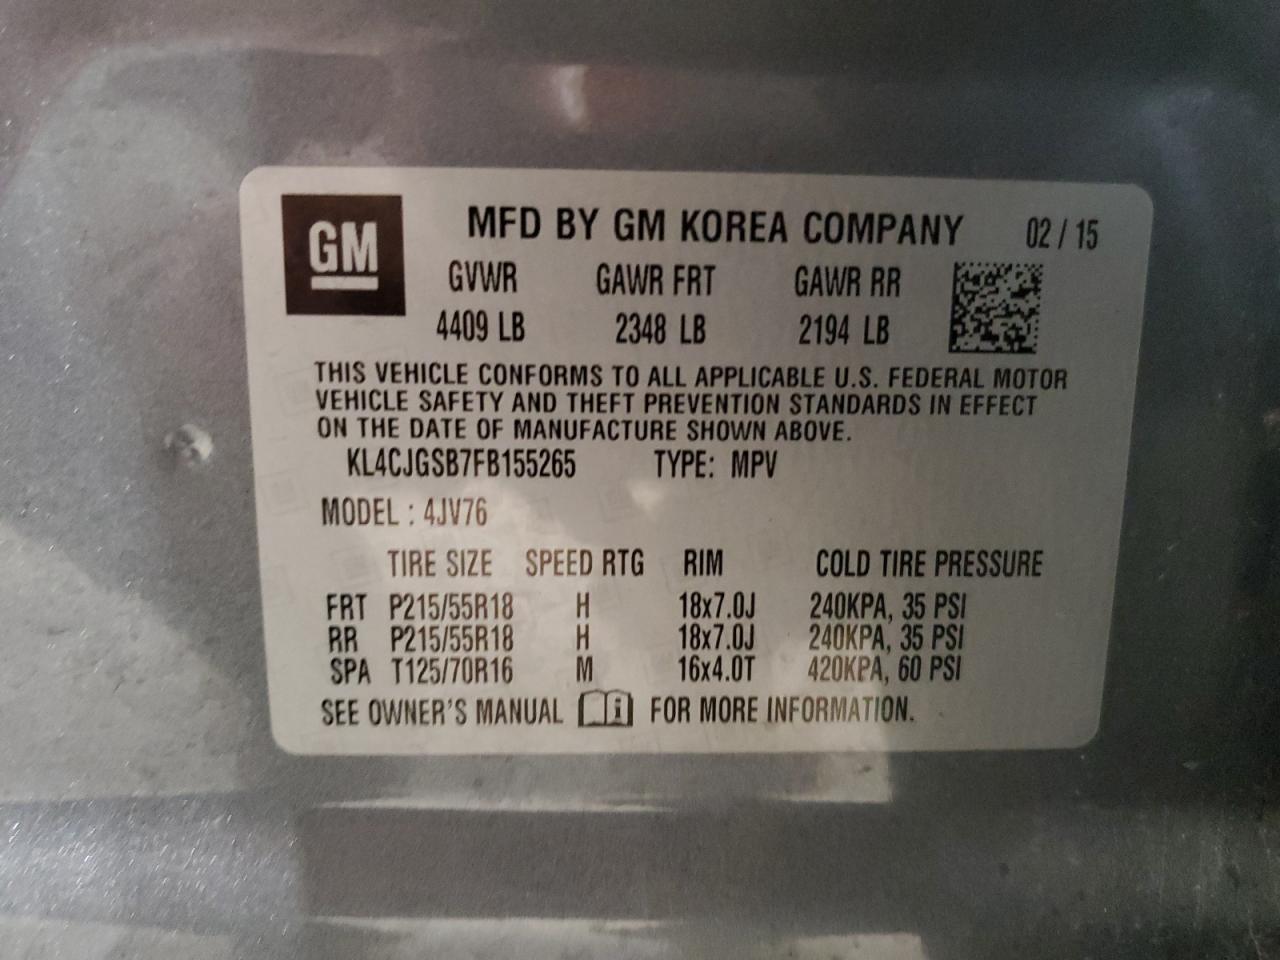 GM
MFD BY GM KOREA COMPANY 02 / 15
GVWR GAWR FRT GAWR RR
4409 LB 2348 LB 2194 LB
THIS VEHICLE CONFORMS TO ALL APPLICABLE U.S. FEDERAL MOTOR
VEHICLE SAFETY AND THEFT PREVENTION STANDARDS IN EFFECT
ON THE DATE OF MANUFACTURE SHOWN ABOVE.
KL4CJGSB7FB155265 TYPE: MPV
MODEL : 4JV76
TIRE SIZE SPEED RTG RIM COLD TIRE PRESSURE
FRT P215/55R18 H 18x7.0J 240KPA, 35 PSI
RR P215/55R18 H 18x7.0J 240KPA, 35 PSI
SPA T125/70R16 M 16x4.0T 420KPA, 60 PSI
SEE OWNER'S MANUAL i FOR MORE INFORMATION.